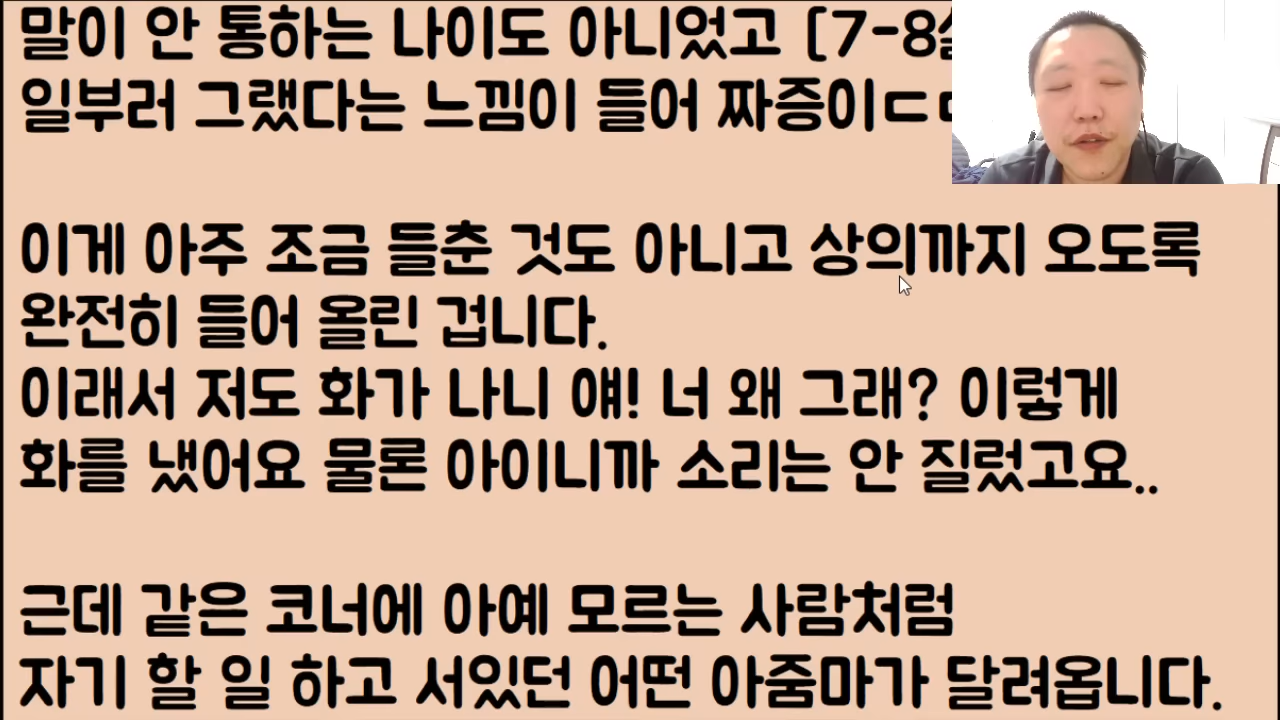 말이 안 통하는 나이도 아니었고 [7-8
일부러 그랬다는 느낌이 들어 짜증이
이게 아주 조금 들춘 것도 아니고 상의까지 오도록
완전히 들어 올린 겁니다.
이래서 저도 화가 나니 얘! 너 왜 그래? 이렇게
화를 냈어요 물론 아이니까 소리는 안 질렀고요..
근데 같은 코너에 아예 모르는 사람처럼
자기 할 일 하고 서있던 어떤 아줌마가 달려옵니다.